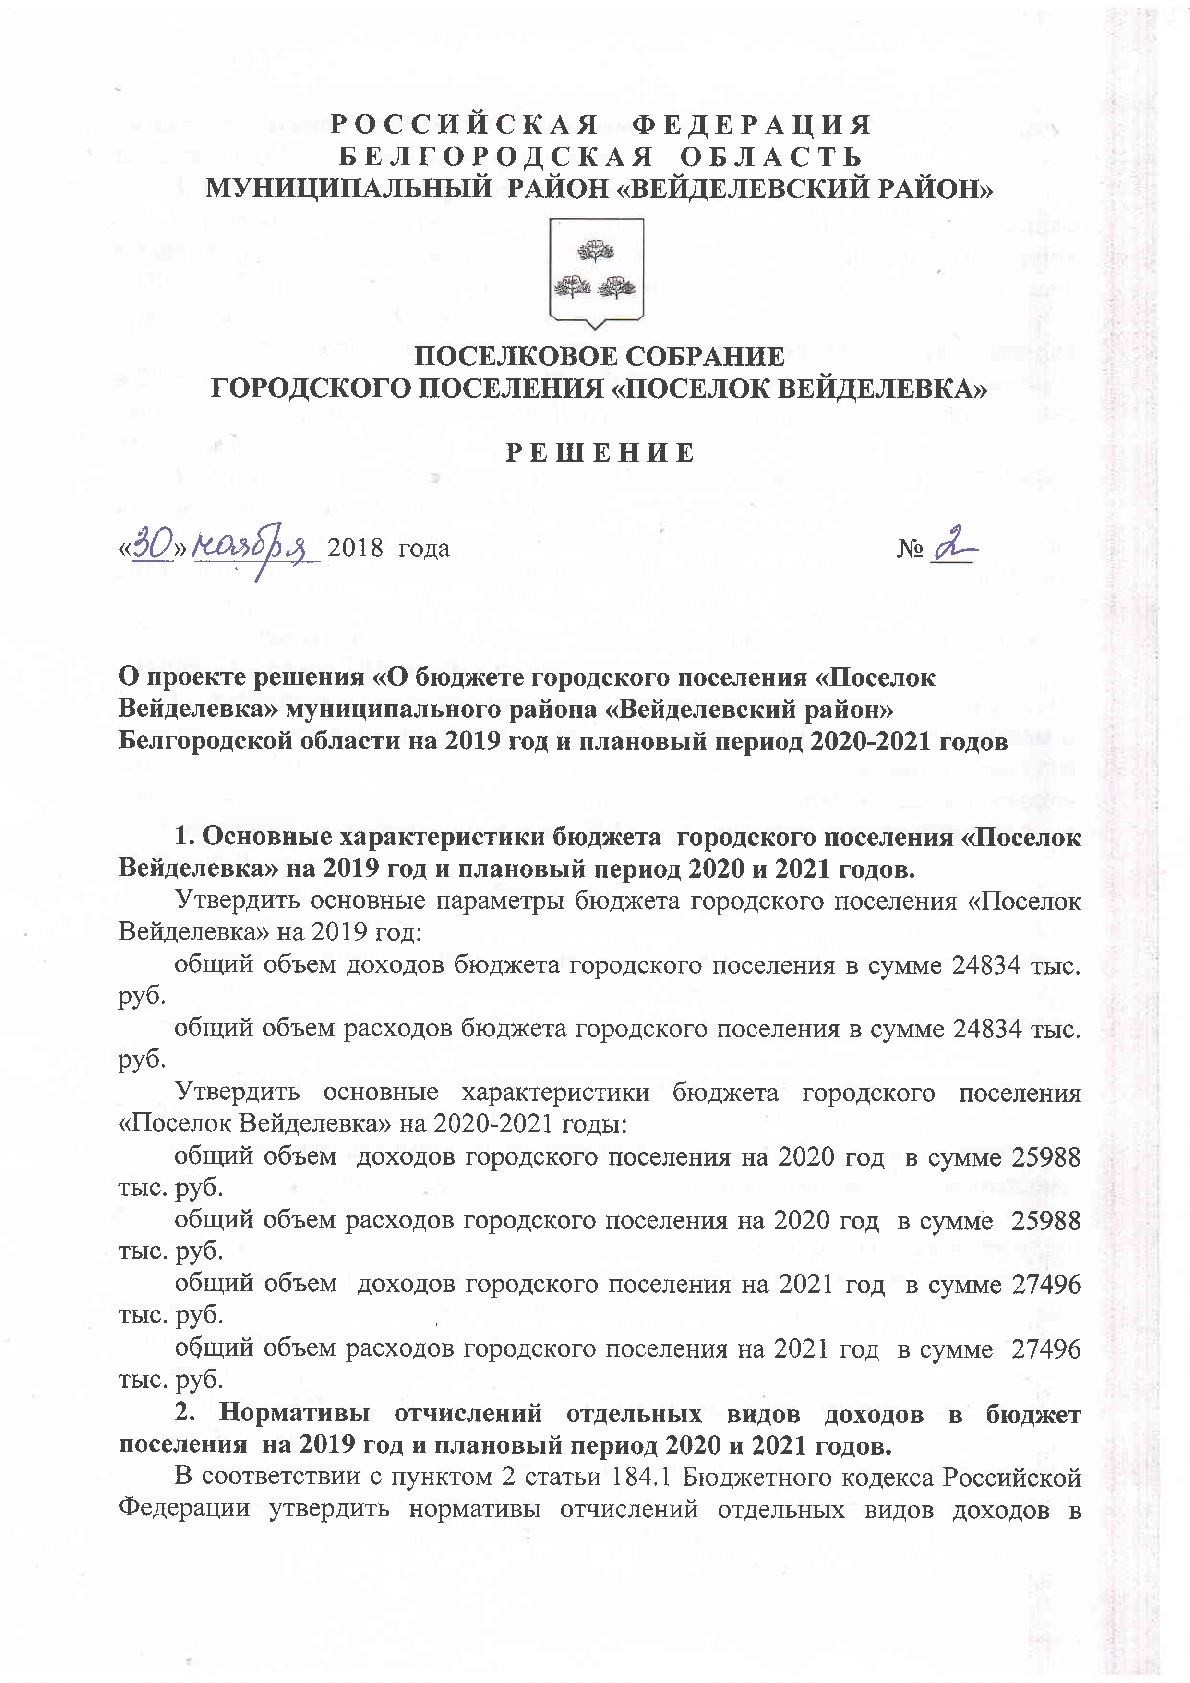 РОССИЙСКАЯ ФЕДЕРАЦИЯ
БЕЛГОРОДСКАЯ ОБЛАСТЬ
МУНИЦИПАЛЬНЫЙ РАЙОН «ВЕЙДЕЛЕВСКИЙ РАЙОН»
ПОСЕЛКОВОЕ СОБРАНИЕ
ГОРОДСКОГО ПОСЕЛЕНИЯ «ПОСЕЛОК ВЕЙДЕЛЕВКА»
РЕШЕНИЕ
«30» ноября 2018 года № 2
О проекте решения «О бюджете городского поселения «Поселок
Вейделевка» муниципального района «Вейделевский район»
Белгородской области на 2019 год и плановый период 2020-2021 годов
1. Основные характеристики бюджета городского поселения «Поселок
Вейделевка» на 2019 год и плановый период 2020 и 2021 годов.
Утвердить основные параметры бюджета городского поселения «Поселок
Вейделевка» на 2019 год:
общий объем доходов бюджета городского поселения в сумме 24834 тыс.
руб.
общий объем расходов бюджета городского поселения в сумме 24834 тыс.
руб.
Утвердить основные характеристики бюджета городского поселения
«Поселок Вейделевка» на 2020-2021 годы:
общий объем доходов городского поселения на 2020 год в сумме 25988
тыс. руб.
общий объем расходов городского поселения на 2020 год в сумме 25988
тыс. руб.
общий объем доходов городского поселения на 2021 год в сумме 27496
тыс. руб.
общий объем расходов городского поселения на 2021 год в сумме 27496
тыс. руб.
2. Нормативы отчислений отдельных видов доходов в бюджет
поселения на 2019 год и плановый период 2020 и 2021 годов.
В соответствии с пунктом 2 статьи 184.1 Бюджетного кодекса Российской
Федерации утвердить нормативы отчислений отдельных видов доходов в